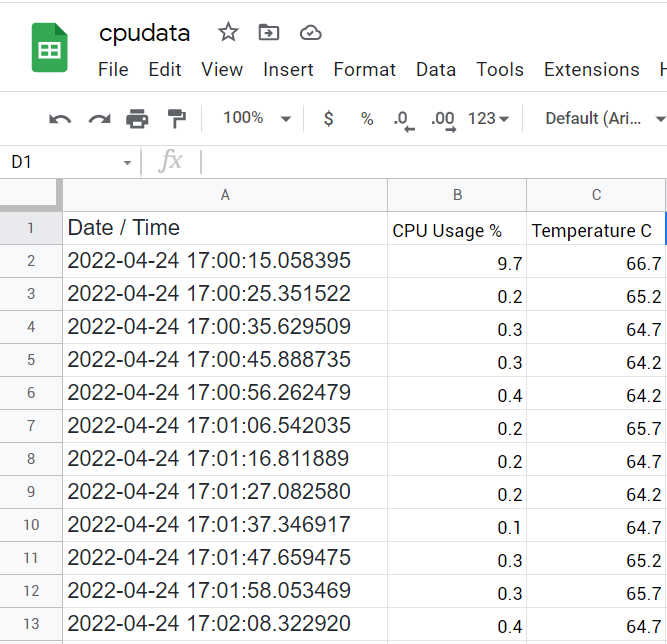 cpudata
File Edit View Insert Format Data Tools Extensions H
100% $ % .0 .00 123 Default (Ari...
D1 fx
A B C
1 Date / Time CPU Usage % Temperature C
2 2022-04-24 17:00:15.058395 9.7 66.7
3 2022-04-24 17:00:25.351522 0.2 65.2
4 2022-04-24 17:00:35.629509 0.3 64.7
5 2022-04-24 17:00:45.888735 0.3 64.2
6 2022-04-24 17:00:56.262479 0.4 64.2
7 2022-04-24 17:01:06.542035 0.2 65.7
8 2022-04-24 17:01:16.811889 0.2 64.7
9 2022-04-24 17:01:27.082580 0.2 64.2
10 2022-04-24 17:01:37.346917 0.1 64.7
11 2022-04-24 17:01:47.659475 0.3 65.2
12 2022-04-24 17:01:58.053469 0.3 65.7
13 2022-04-24 17:02:08.322920 0.4 64.7